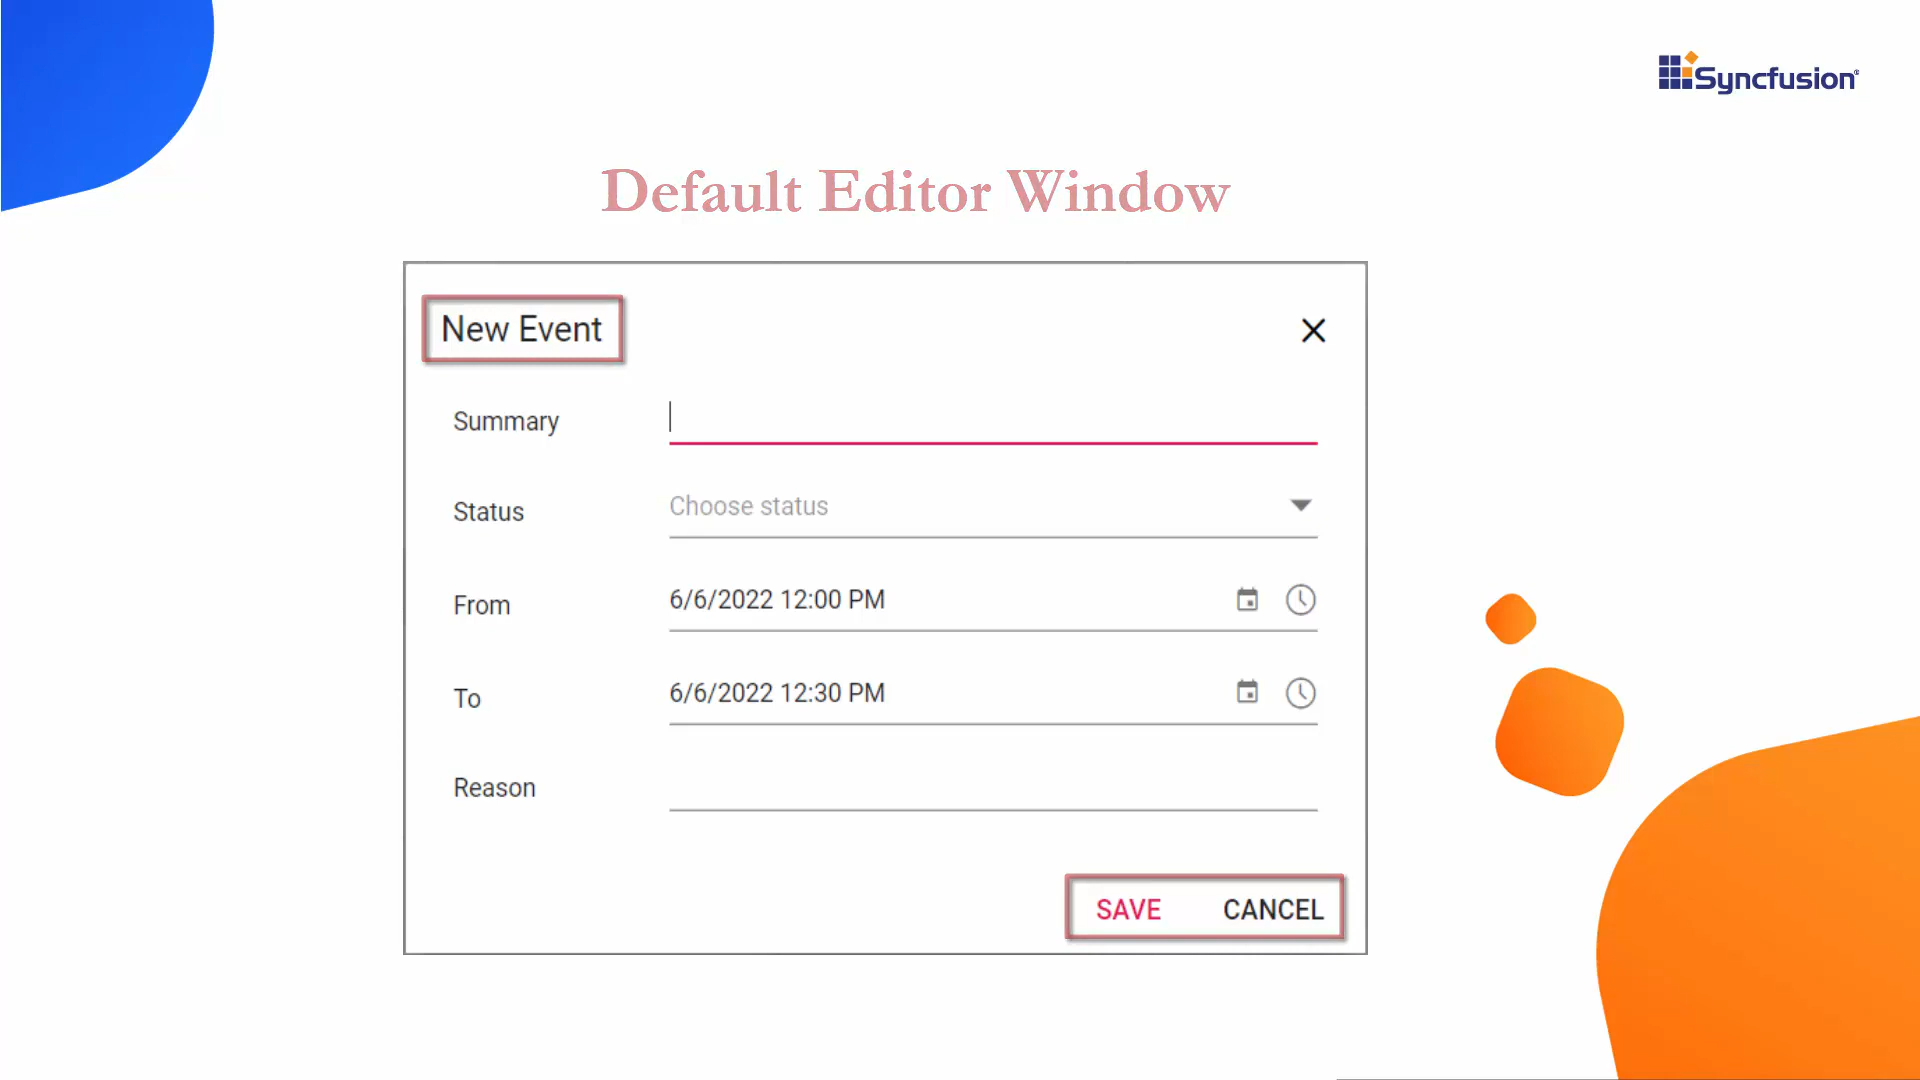 Syncfusion
Default Editor Window
New Event
Summary
Status Choose status
From 6/6/2022 12:00 PM
To 6/6/2022 12:30 PM
Reason
SAVE CANCEL